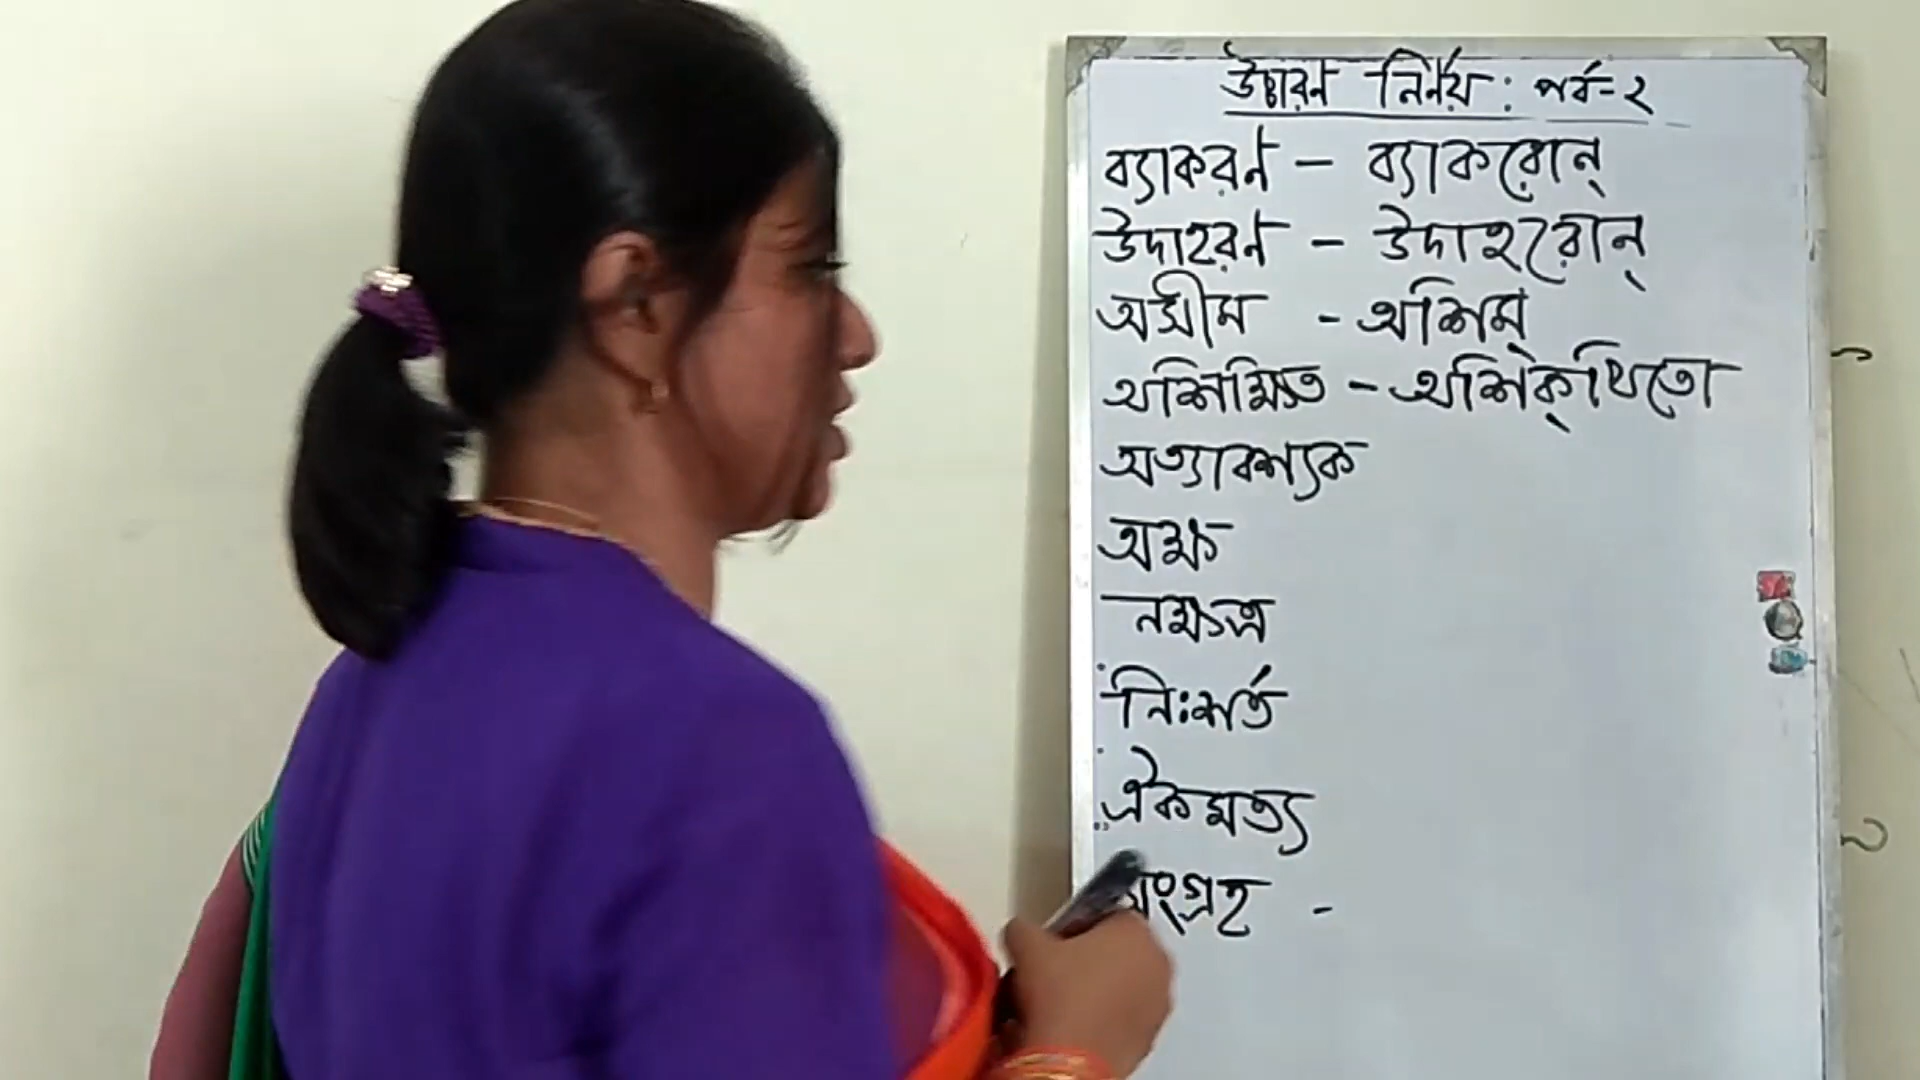 উচ্চারণ নির্ণয় : পর্ব-২
ব্যাকরণ – ব্যাকরোন্
উদাহরণ – উদাহরোন্
অসীম - অশিম্
অশিক্ষিত – অশিক্খিতো
অত্যাবশ্যক
অক্ষ
নক্ষত্র
নিঃশর্ত
ঐকমত্য
সংগ্রহ -